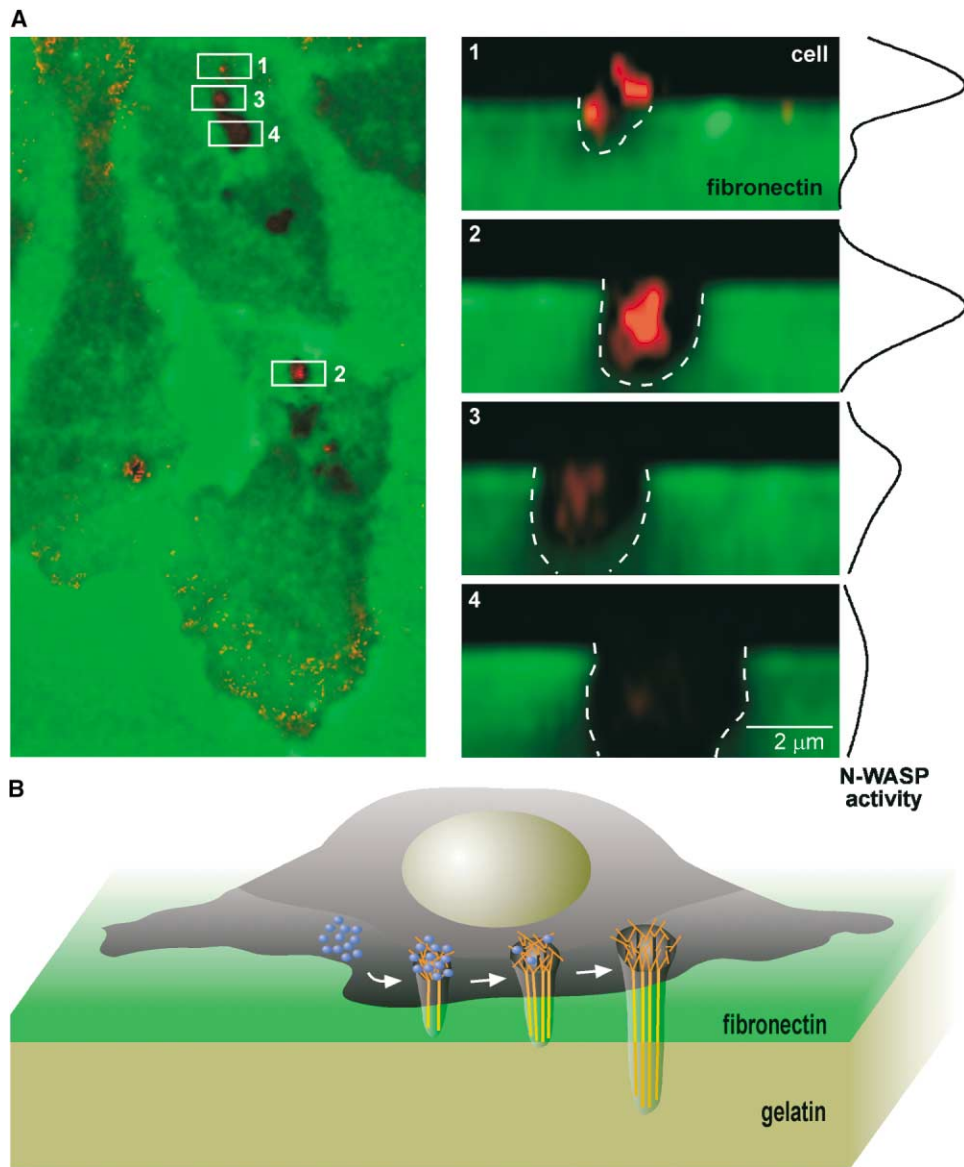 A
1
3
4
2
1
cell
fibronectin
2
3
4
2 μm
N-WASP
activity
B
fibronectin
gelatin